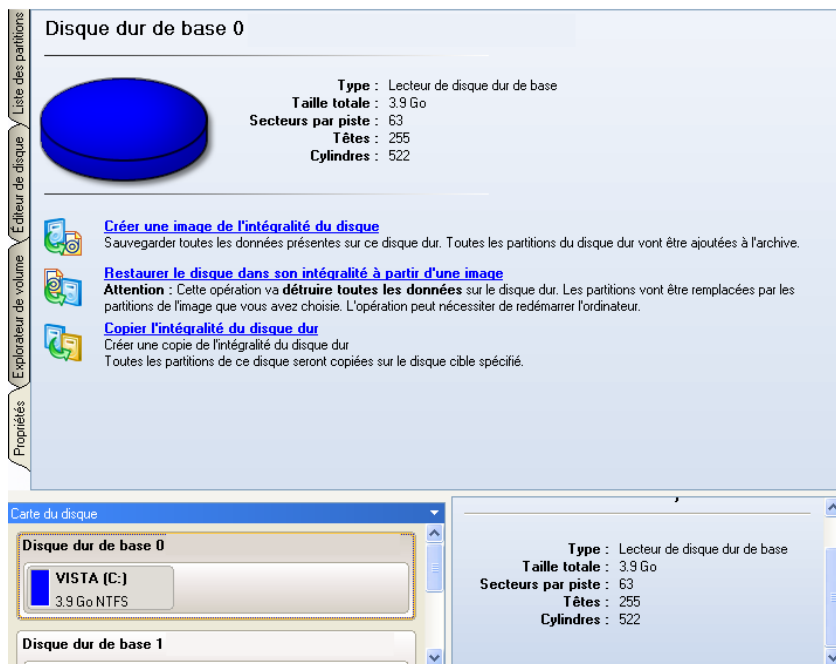 Liste des partitions
Éditeur de disque
Explorateur de volume
Propriétés
Disque dur de base 0
Type : Lecteur de disque dur de base
Taille totale : 3.9 Go
Secteurs par piste : 63
Têtes : 255
Cylindres : 522
Créer une image de l'intégralité du disque
Sauvegarder toutes les données présentes sur ce disque dur. Toutes les partitions du disque dur vont être ajoutées à l'archive.
Restaurer le disque dans son intégralité à partir d'une image
Attention : Cette opération va détruire toutes les données sur le disque dur. Les partitions vont être remplacées par les
partitions de l'image que vous avez choisie. L'opération peut nécessiter de redémarrer l'ordinateur.
Copier l'intégralité du disque dur
Créer une copie de l'intégralité du disque dur
Toutes les partitions de ce disque seront copiées sur le disque cible spécifié.
Carte du disque
Disque dur de base 0
VISTA (C:)
3.9 Go NTFS
Disque dur de base 1
Type : Lecteur de disque dur de base
Taille totale : 3.9 Go
Secteurs par piste : 63
Têtes : 255
Cylindres : 522